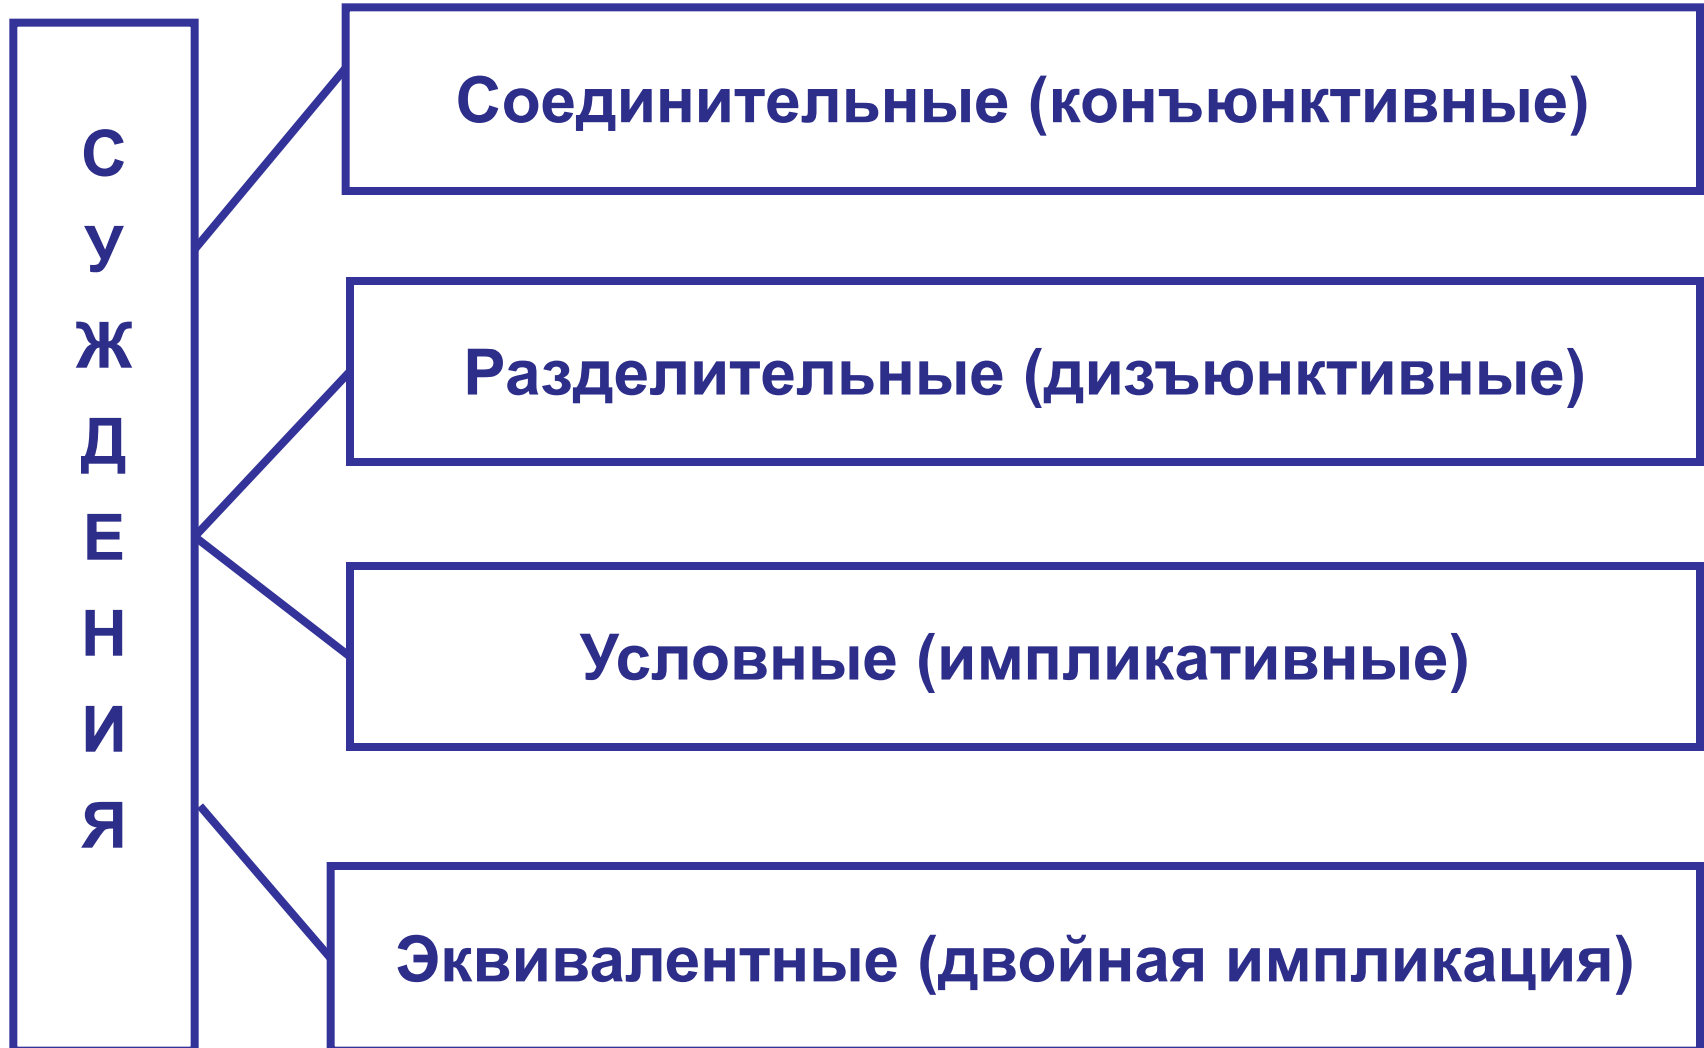 С
У
Ж
Д
Е
Н
И
Я
Соединительные (конъюнктивные)
Разделительные (дизъюнктивные)
Условные (импликативные)
Эквивалентные (двойная импликация)